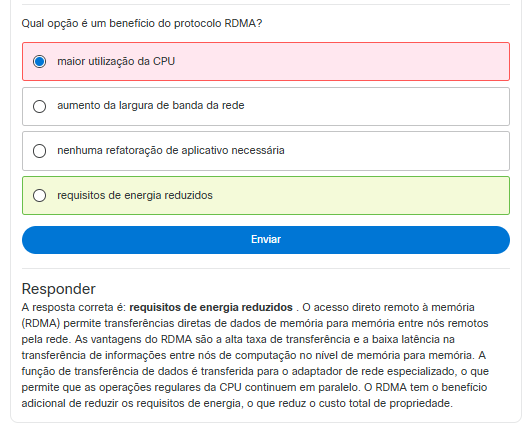 Qual opção é um benefício do protocolo RDMA?
maior utilização da CPU
aumento da largura de banda da rede
nenhuma refatoração de aplicativo necessária
requisitos de energia reduzidos
Enviar
Responder
A resposta correta é: requisitos de energia reduzidos . O acesso direto remoto à memória
(RDMA) permite transferências diretas de dados de memória para memória entre nós remotos
pela rede. As vantagens do RDMA são a alta taxa de transferência e a baixa latência na
transferência de informações entre nós de computação no nível de memória para memória. A
função de transferência de dados é transferida para o adaptador de rede especializado, o que
permite que as operações regulares da CPU continuem em paralelo. O RDMA tem o benefício
adicional de reduzir os requisitos de energia, o que reduz o custo total de propriedade.